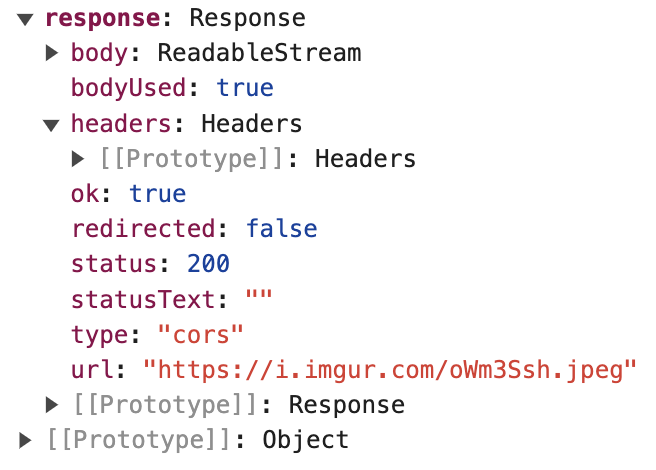 ▼ response: Response
▶ body: ReadableStream
bodyUsed: true
▼ headers: Headers
▶ [[Prototype]]: Headers
ok: true
redirected: false
status: 200
statusText: ""
type: "cors"
url: "https://i.imgur.com/oWm3Ssh.jpeg"
▶ [[Prototype]]: Response
▶ [[Prototype]]: Object